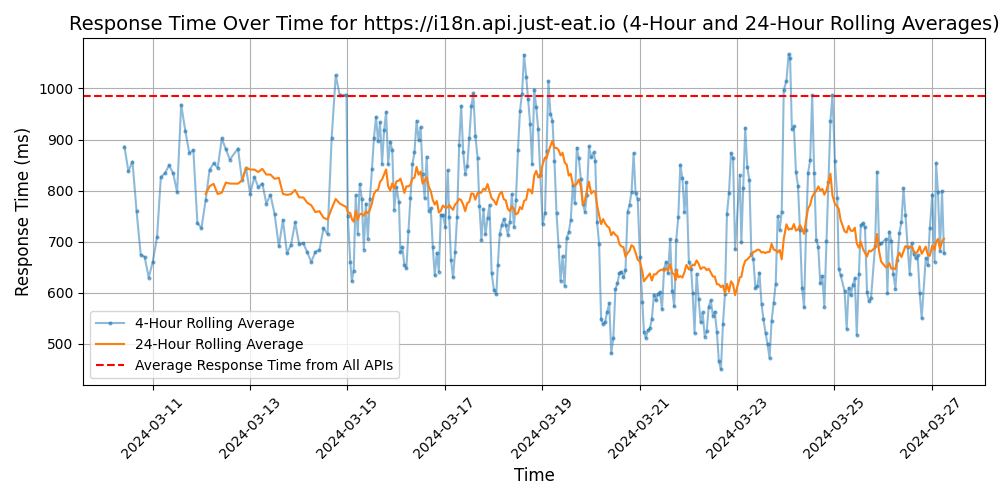 Response Time Over Time for https://i18n.api.just-eat.io (4-Hour and 24-Hour Rolling Averages)
Response Time (ms)
1000
900
800
700
600
500
4-Hour Rolling Average
24-Hour Rolling Average
Average Response Time from All APIs
2024-03-11
2024-03-13
2024-03-15
2024-03-17
2024-03-19
2024-03-21
2024-03-23
2024-03-25
2024-03-27
Time